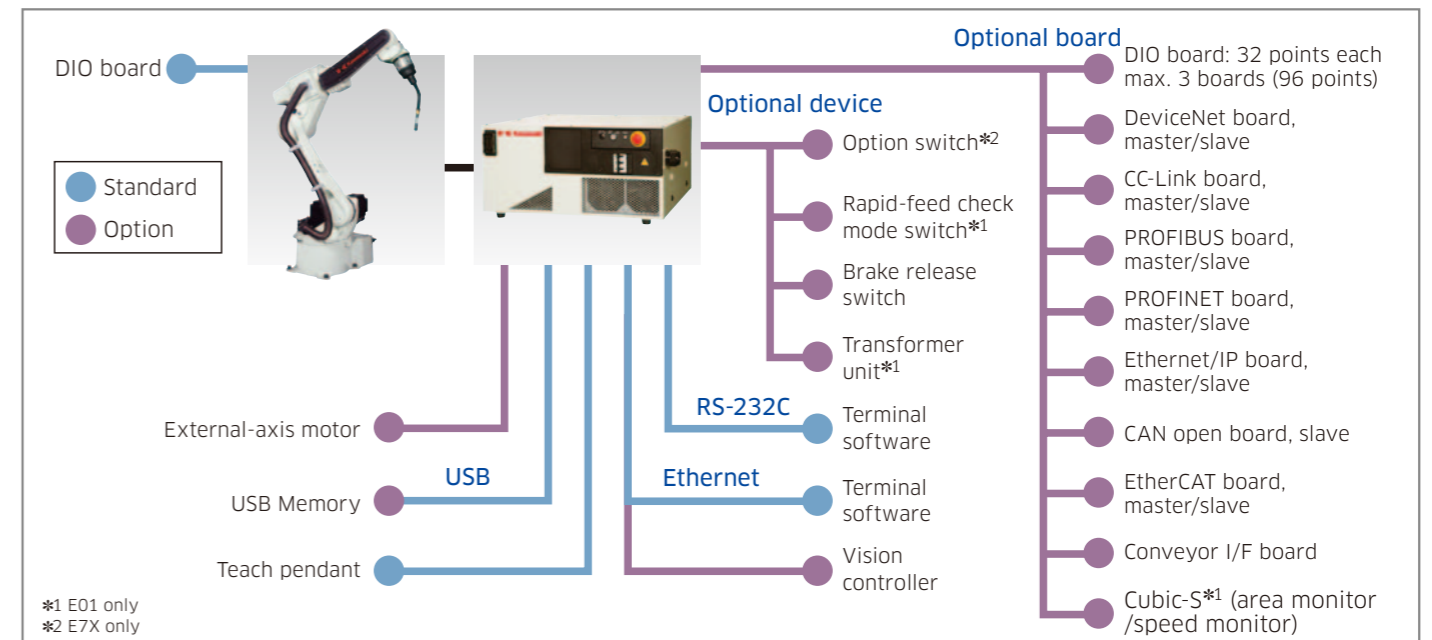 DIO board
Standard
Option
External-axis motor
USB
USB Memory
Teach pendant
*1 E01 only
*2 E7X only
Kawasaki
Optional device
Option switch*2
Rapid-feed check
mode switch*1
Brake release
switch
Transformer
unit*1
RS-232C
Terminal
software
Ethernet
Terminal
software
Vision
controller
Optional board
DIO board: 32 points each
max. 3 boards (96 points)
DeviceNet board,
master/slave
CC-Link board,
master/slave
PROFIBUS board,
master/slave
PROFINET board,
master/slave
Ethernet/IP board,
master/slave
CAN open board, slave
EtherCAT board,
master/slave
Conveyor I/F board
Cubic-S*1 (area monitor
/speed monitor)